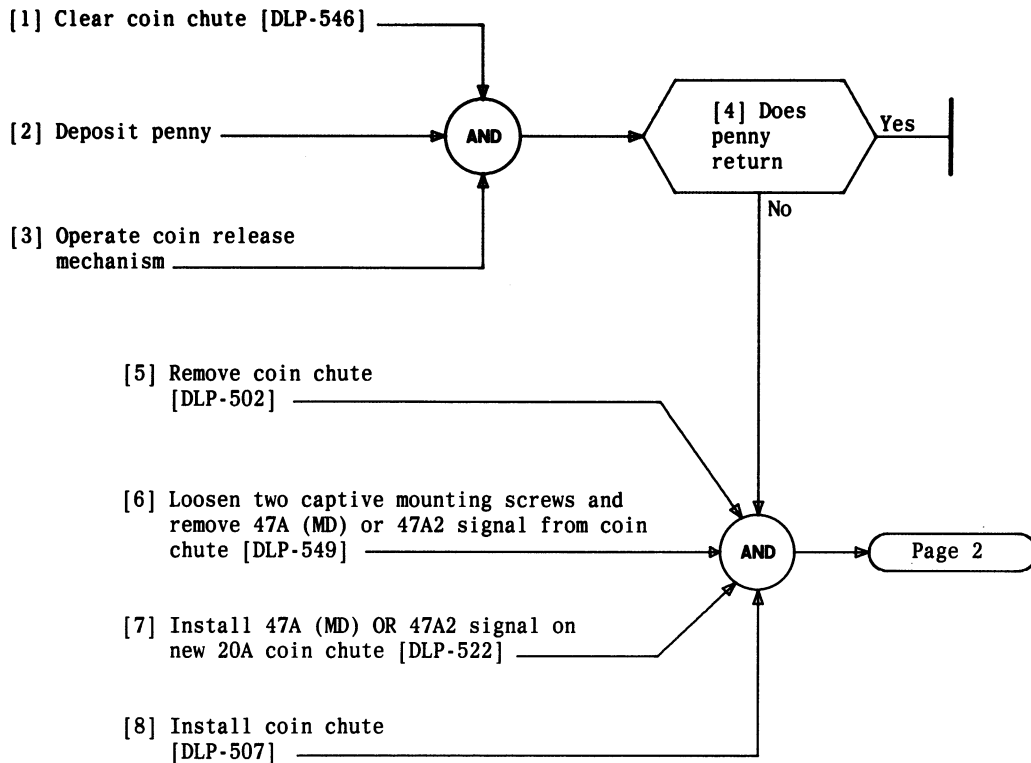 [1] Clear coin chute [DLP-546]
[2] Deposit penny
AND
[4] Does
penny
return
Yes
No
[3] Operate coin release
mechanism
[5] Remove coin chute
[DLP-502]
[6] Loosen two captive mounting screws and
remove 47A (MD) or 47A2 signal from coin
chute [DLP-549]
AND
Page 2
[7] Install 47A (MD) OR 47A2 signal on
new 20A coin chute [DLP-522]
[8] Install coin chute
[DLP-507]